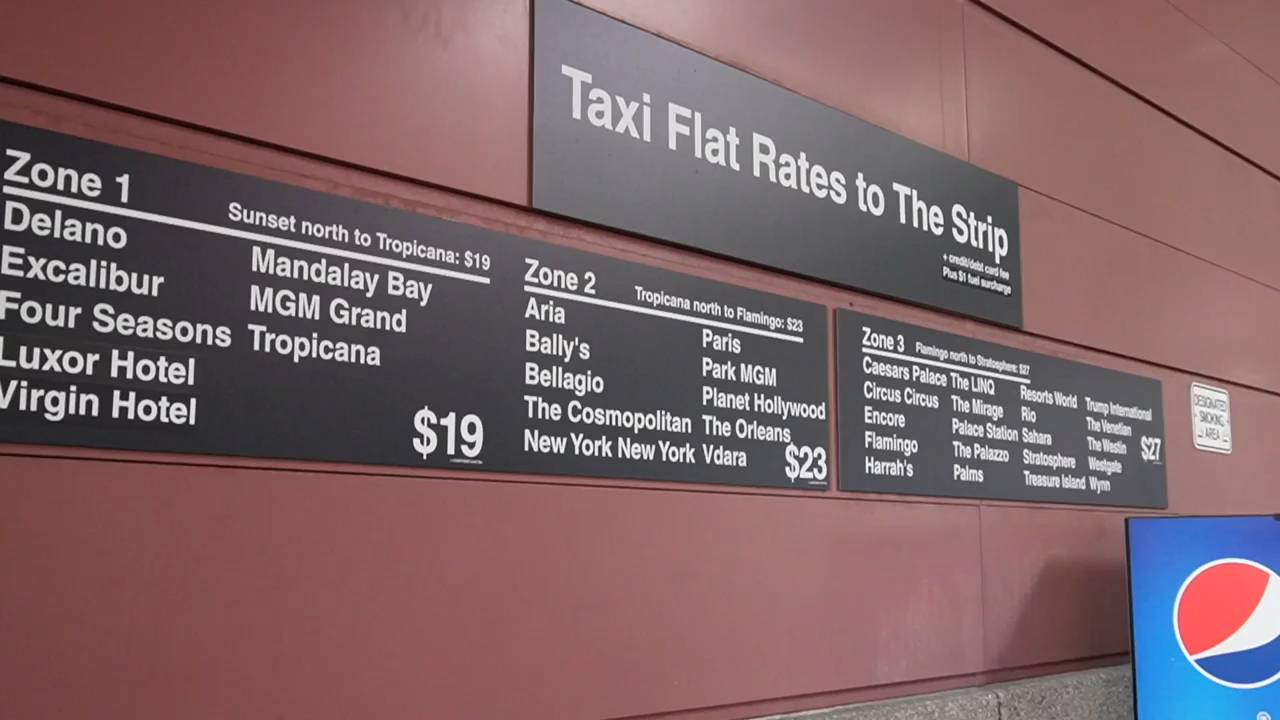 Taxi Flat Rates to The Strip
+ credit/debt card fee
Plus $1 fuel surcharge
Zone 1
Sunset north to Tropicana: $19
Delano
Excalibur
Four Seasons
Luxor Hotel
Virgin Hotel
Mandalay Bay
MGM Grand
Tropicana
$19
Zone 2
Tropicana north to Flamingo: $23
Aria
Bally's
Bellagio
The Cosmopolitan
New York New York
Paris
Park MGM
Planet Hollywood
The Orleans
Vdara
$23
Zone 3
Flamingo north to Stratosphere: $27
Caesars Palace
Circus Circus
Encore
Flamingo
Harrah's
The LINQ
The Mirage
Palace Station
The Palazzo
Palms
Resorts World
Rio
Sahara
Stratosphere
Treasure Island
Trump International
The Venetian
The Westin
Westgate
Wynn
$27
DESIGNATED
SMOKING
AREA